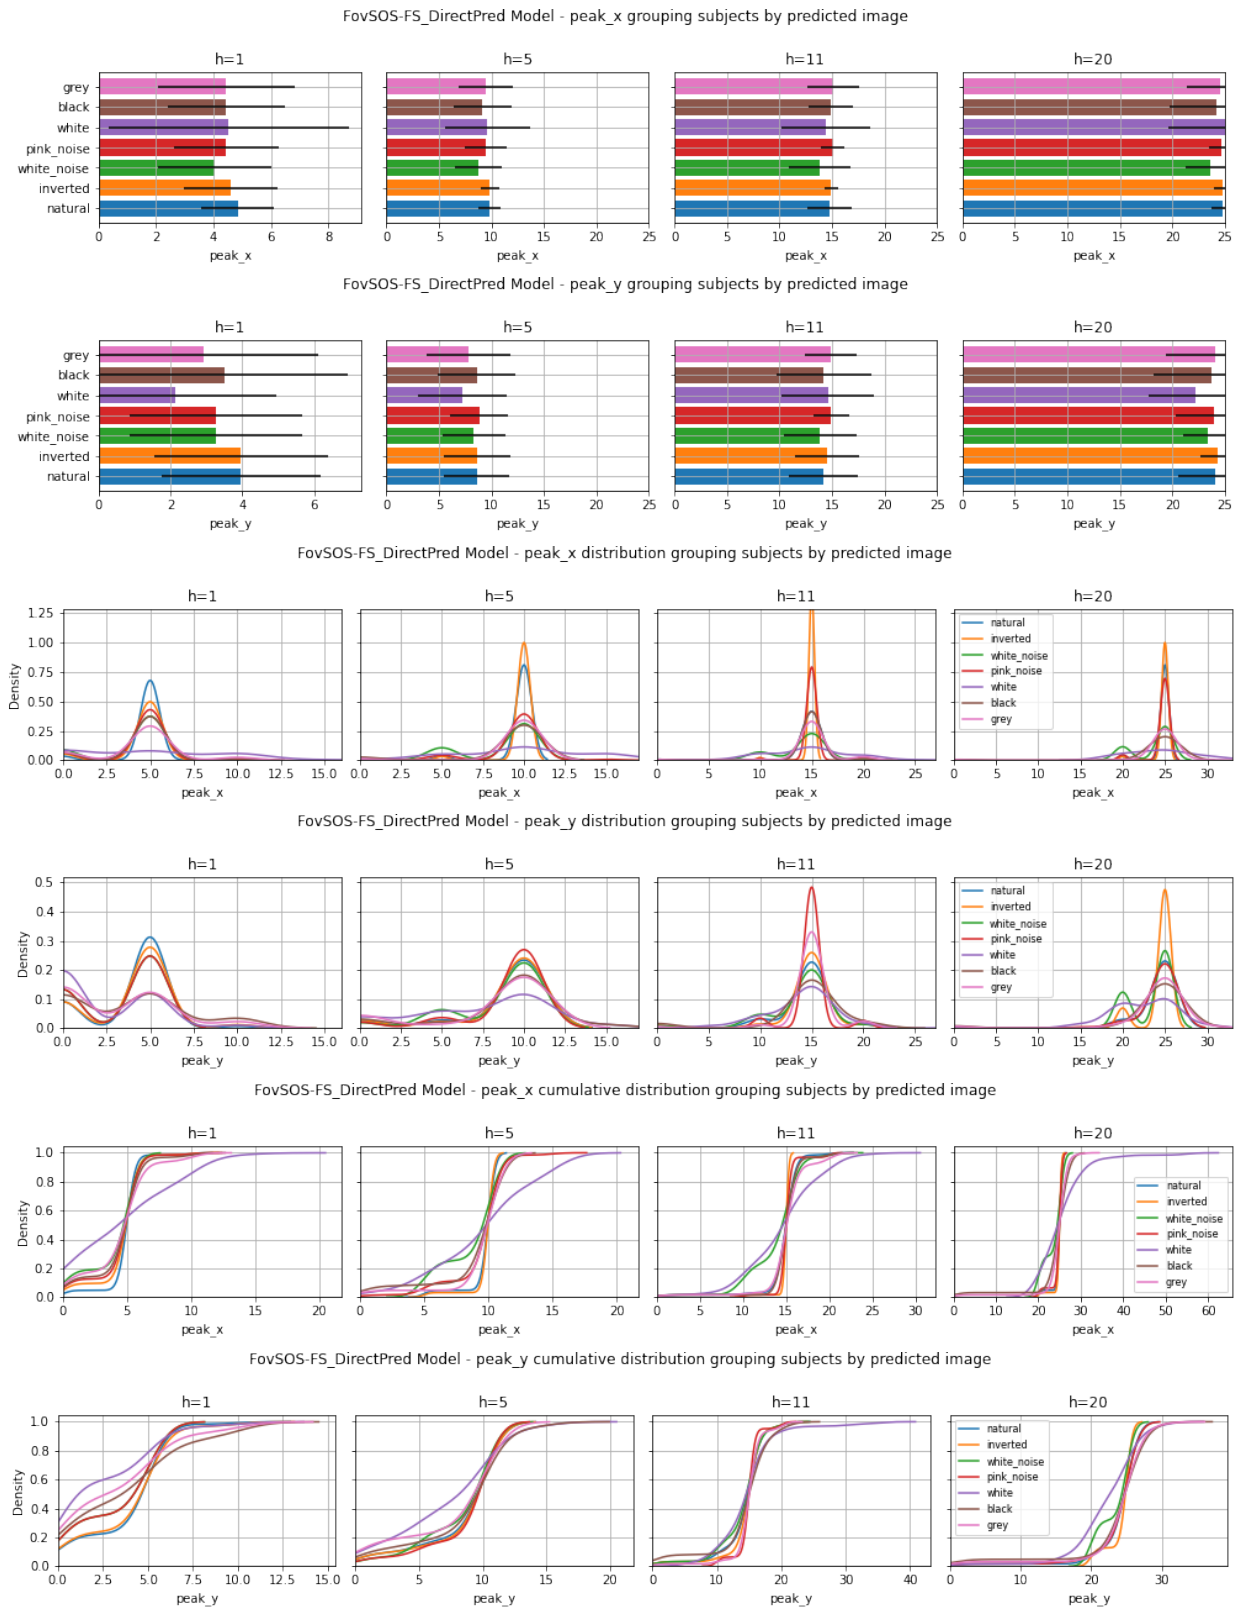 FovSOS-FS_DirectPred Model - peak_x grouping subjects by predicted image
h=1 h=5 h=11 h=20
grey
black
white
pink_noise
white_noise
inverted
natural
0 2 4 6 8 0 5 10 15 20 25 0 5 10 15 20 25 0 5 10 15 20 25
peak_x peak_x peak_x peak_x
FovSOS-FS_DirectPred Model - peak_y grouping subjects by predicted image
h=1 h=5 h=11 h=20
grey
black
white
pink_noise
white_noise
inverted
natural
0 2 4 6 0 5 10 15 20 25 0 5 10 15 20 25 0 5 10 15 20 25
peak_y peak_y peak_y peak_y
FovSOS-FS_DirectPred Model - peak_x distribution grouping subjects by predicted image
h=1 h=5 h=11 h=20
1.25
1.00
0.75
0.50
0.25
0.00
Density
natural
inverted
white_noise
pink_noise
white
black
grey
0.0 2.5 5.0 7.5 10.0 12.5 15.0 0.0 2.5 5.0 7.5 10.0 12.5 15.0 0 5 10 15 20 25 0 5 10 15 20 25 30
peak_x peak_x peak_x peak_x
FovSOS-FS_DirectPred Model - peak_y distribution grouping subjects by predicted image
h=1 h=5 h=11 h=20
0.5
0.4
0.3
0.2
0.1
0.0
Density
natural
inverted
white_noise
pink_noise
white
black
grey
0.0 2.5 5.0 7.5 10.0 12.5 15.0 0.0 2.5 5.0 7.5 10.0 12.5 15.0 0 5 10 15 20 25 0 5 10 15 20 25 30
peak_y peak_y peak_y peak_y
FovSOS-FS_DirectPred Model - peak_x cumulative distribution grouping subjects by predicted image
h=1 h=5 h=11 h=20
1.0
0.8
0.6
0.4
0.2
0.0
Density
natural
inverted
white_noise
pink_noise
white
black
grey
0 5 10 15 20 0 5 10 15 20 0 5 10 15 20 25 30 0 10 20 30 40 50 60
peak_x peak_x peak_x peak_x
FovSOS-FS_DirectPred Model - peak_y cumulative distribution grouping subjects by predicted image
h=1 h=5 h=11 h=20
1.0
0.8
0.6
0.4
0.2
0.0
Density
natural
inverted
white_noise
pink_noise
white
black
grey
0.0 2.5 5.0 7.5 10.0 12.5 15.0 0 5 10 15 20 0 10 20 30 40 0 10 20 30
peak_y peak_y peak_y peak_y